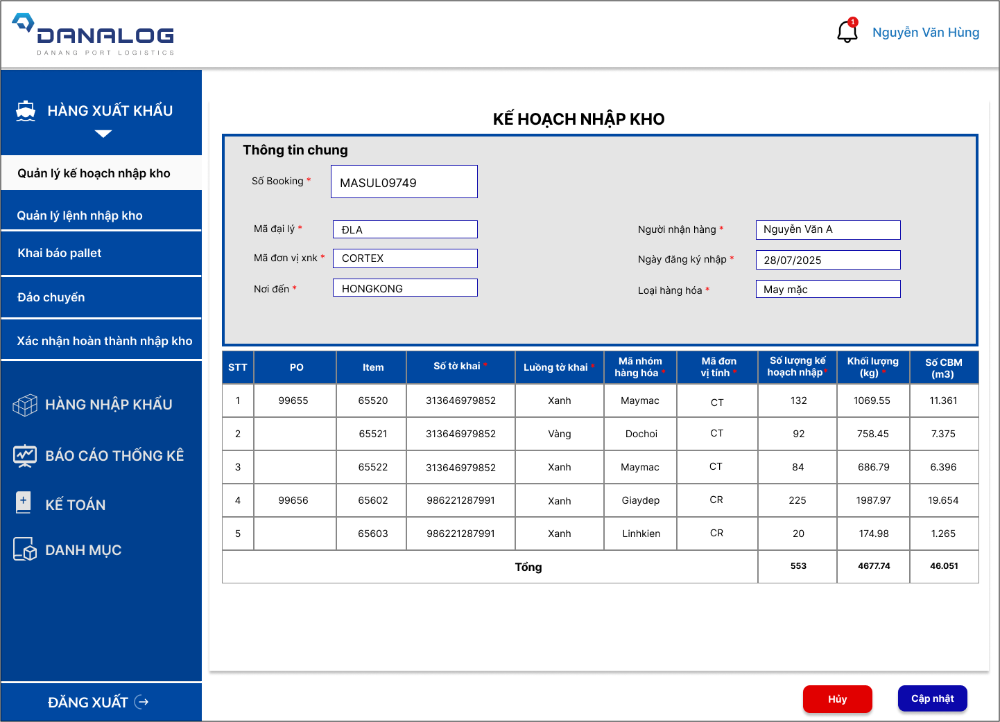 DANALOG
DANANG PORT LOGISTICS
1
Nguyễn Văn Hùng
HÀNG XUẤT KHẨU
Quản lý kế hoạch nhập kho
Quản lý lệnh nhập kho
Khai báo pallet
Đảo chuyển
Xác nhận hoàn thành nhập kho
HÀNG NHẬP KHẨU
BÁO CÁO THỐNG KÊ
KẾ TOÁN
DANH MỤC
ĐĂNG XUẤT
KẾ HOẠCH NHẬP KHO
Thông tin chung
Số Booking * MASUL09749
Mã đại lý * ĐLA
Mã đơn vị xnk * CORTEX
Nơi đến * HONGKONG
Người nhận hàng * Nguyễn Văn A
Ngày đăng ký nhập * 28/07/2025
Loại hàng hóa * May mặc
STT PO Item Số tờ khai * Luồng tờ khai * Mã nhóm hàng hóa * Mã đơn vị tính * Số lượng kế hoạch nhập * Khối lượng (kg) * Số CBM (m3)
1 99655 65520 313646979852 Xanh Maymac CT 132 1069.55 11.361
2 65521 313646979852 Vàng Dochoi CT 92 758.45 7.375
3 65522 313646979852 Xanh Maymac CT 84 686.79 6.396
4 99656 65602 986221287991 Xanh Giaydep CR 225 1987.97 19.654
5 65603 986221287991 Xanh Linhkien CR 20 174.98 1.265
Tổng 553 4677.74 46.051
Hủy
Cập nhật